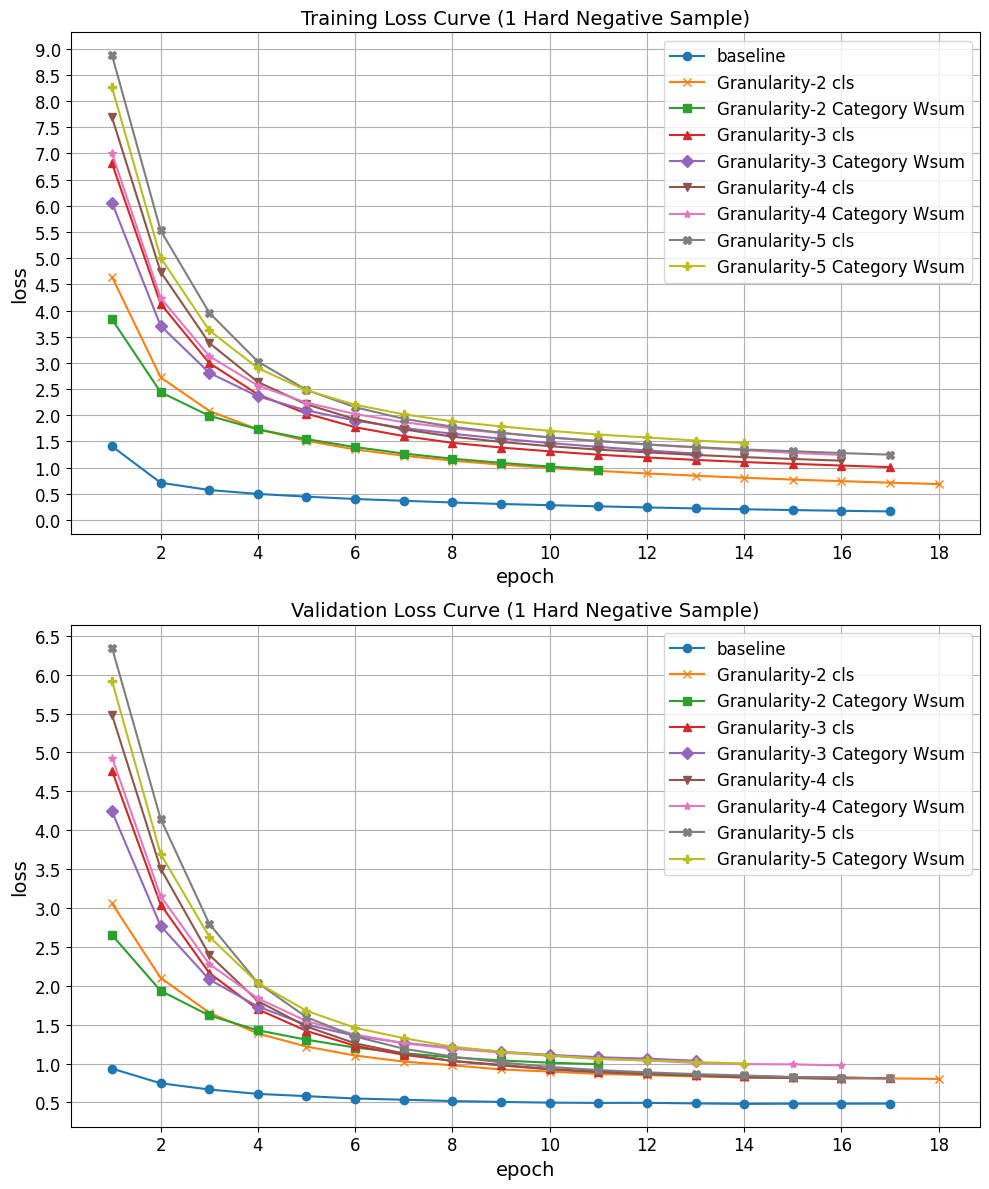 Training Loss Curve (1 Hard Negative Sample)
9.0
8.5
8.0
7.5
7.0
6.5
6.0
5.5
5.0
4.5
4.0
3.5
3.0
2.5
2.0
1.5
1.0
0.5
0.0
loss
baseline
Granularity-2 cls
Granularity-2 Category Wsum
Granularity-3 cls
Granularity-3 Category Wsum
Granularity-4 cls
Granularity-4 Category Wsum
Granularity-5 cls
Granularity-5 Category Wsum
2 4 6 8 10 12 14 16 18
epoch
Validation Loss Curve (1 Hard Negative Sample)
6.5
6.0
5.5
5.0
4.5
4.0
3.5
3.0
2.5
2.0
1.5
1.0
0.5
loss
baseline
Granularity-2 cls
Granularity-2 Category Wsum
Granularity-3 cls
Granularity-3 Category Wsum
Granularity-4 cls
Granularity-4 Category Wsum
Granularity-5 cls
Granularity-5 Category Wsum
2 4 6 8 10 12 14 16 18
epoch